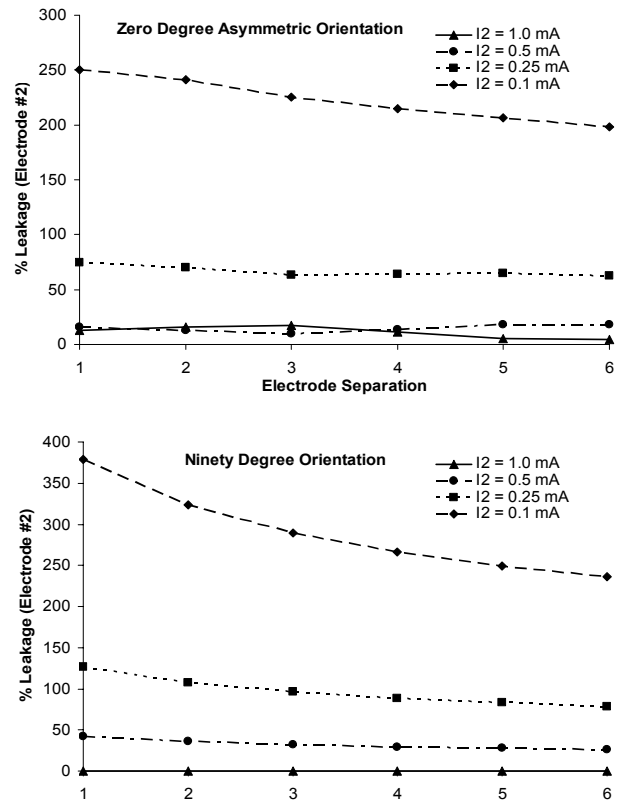 Zero Degree Asymmetric Orientation
I2 = 1.0 mA
I2 = 0.5 mA
I2 = 0.25 mA
I2 = 0.1 mA
% Leakage (Electrode #2)
300
250
200
150
100
50
0
1 2 3 4 5 6
Electrode Separation
Ninety Degree Orientation
I2 = 1.0 mA
I2 = 0.5 mA
I2 = 0.25 mA
I2 = 0.1 mA
% Leakage (Electrode #2)
400
350
300
250
200
150
100
50
0
1 2 3 4 5 6